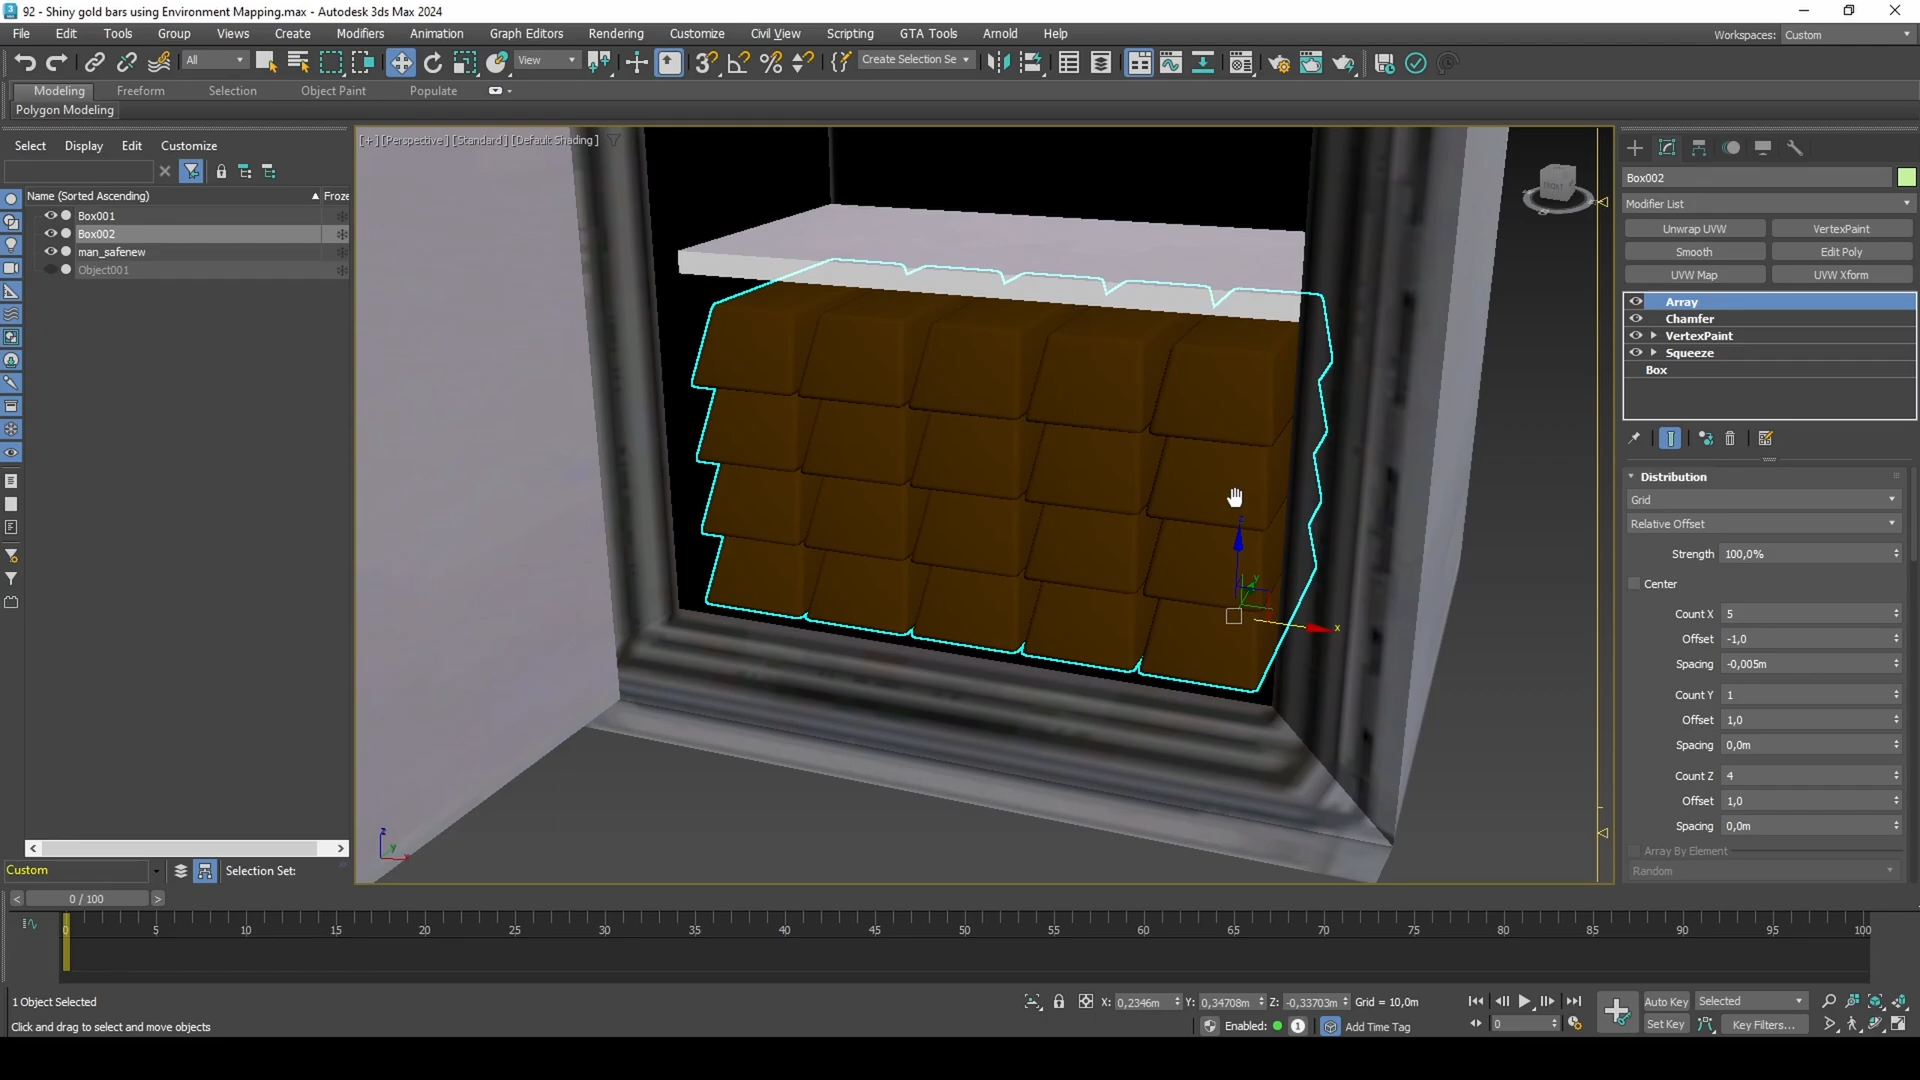 92 - Shiny gold bars using Environment Mapping.max - Autodesk 3ds Max 2024
File Edit Tools Group Views Create Modifiers Animation Graph Editors Rendering Customize Civil View Scripting GTA Tools Arnold Help
Workspaces: Custom
All View Create Selection Se
Modeling Freeform Selection Object Paint Populate
Polygon Modeling
Select Display Edit Customize
Name (Sorted Ascending) Froze
Box001
Box002
man_safenew
Object001
Custom Selection Set:
[+] [Perspective] [Standard] [Default Shading]
FRONT
z
y
x
z
y
Box002
Modifier List
Unwrap UVW VertexPaint
Smooth Edit Poly
UVW Map UVW Xform
Array
Chamfer
VertexPaint
Squeeze
Box
Distribution
Grid
Relative Offset
Strength 100,0%
Center
Count X 5
Offset -1,0
Spacing -0,005m
Count Y 1
Offset 1,0
Spacing 0,0m
Count Z 4
Offset 1,0
Spacing 0,0m
Array By Element
Random
< 0 / 100 >
0 5 10 15 20 25 30 35 40 45 50 55 60 65 70 75 80 85 90 95 100
1 Object Selected
X: 0,2346m Y: 0,34708m Z: -0,33703m Grid = 10,0m
Auto Key Selected
Click and drag to select and move objects
Enabled: 1 Add Time Tag
0 Set Key Key Filters...